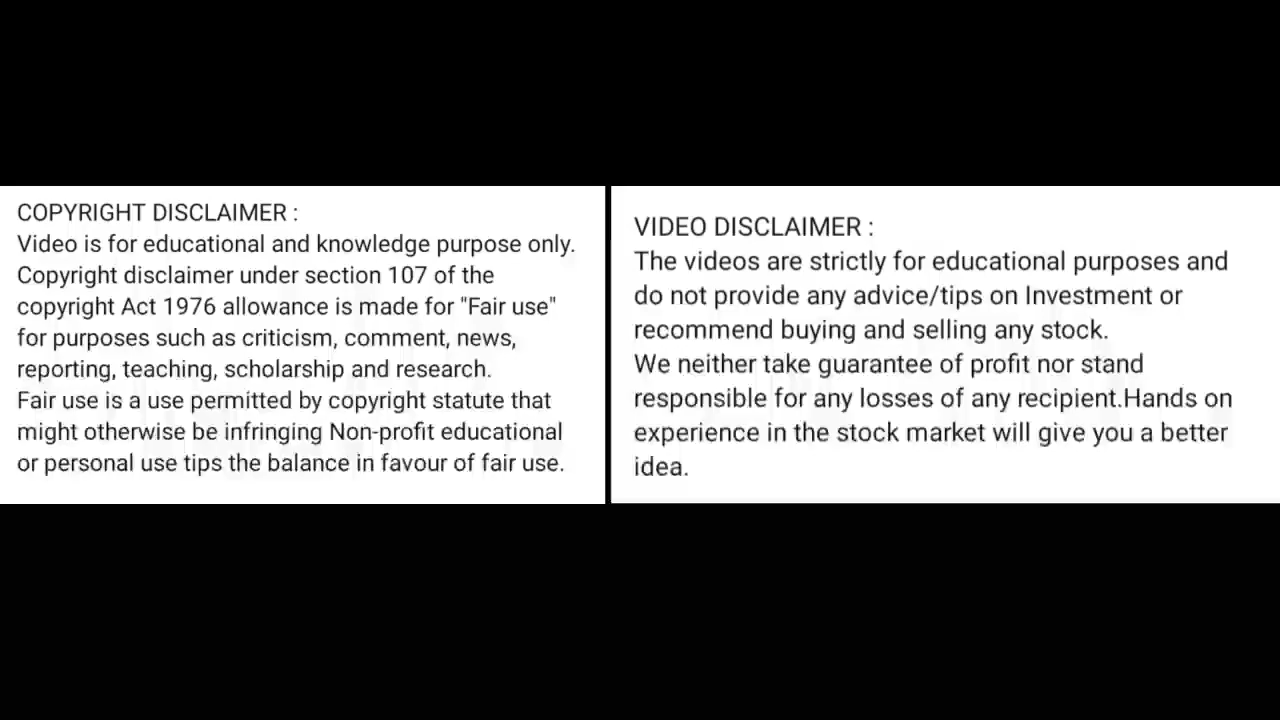 COPYRIGHT DISCLAIMER :
Video is for educational and knowledge purpose only.
Copyright disclaimer under section 107 of the
copyright Act 1976 allowance is made for "Fair use"
for purposes such as criticism, comment, news,
reporting, teaching, scholarship and research.
Fair use is a use permitted by copyright statute that
might otherwise be infringing Non-profit educational
or personal use tips the balance in favour of fair use.
VIDEO DISCLAIMER :
The videos are strictly for educational purposes and
do not provide any advice/tips on Investment or
recommend buying and selling any stock.
We neither take guarantee of profit nor stand
responsible for any losses of any recipient.Hands on
experience in the stock market will give you a better
idea.